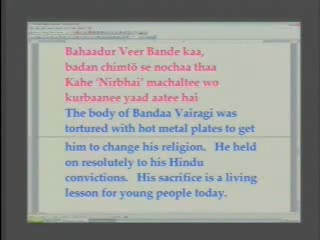 Bahaadur Veer Bande kaa,
badan chimtõ se nochaa thaa
Kahe ‘Nirbhai’ machaltee wo
kurbaanee yaad aatee hai
The body of Bandaa Vairagi was
tortured with hot metal plates to get
him to change his religion.  He held
on resolutely to his Hindu
convictions.  His sacrifice is a living
lesson for young people today.